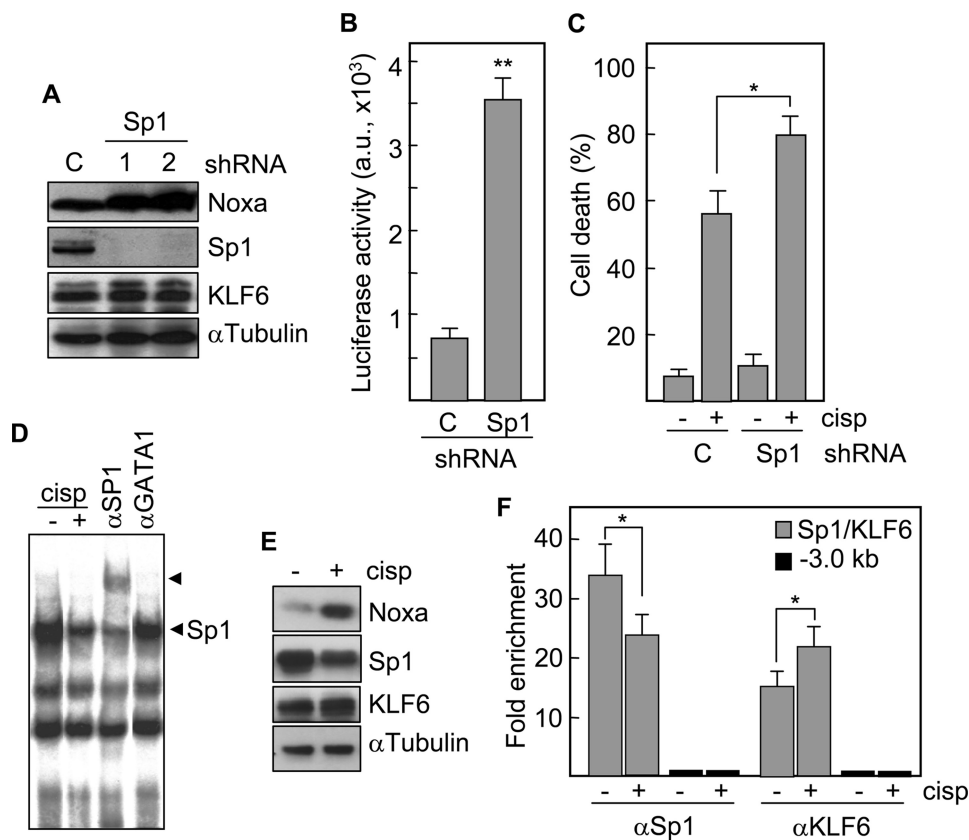 A
Sp1
C 1 2 shRNA
Noxa
Sp1
KLF6
αTubulin
B
Luciferase activity (a.u., x10³)
4
3
2
1
**
C Sp1
shRNA
C
Cell death (%)
100
80
60
40
20
*
- + - + cisp
C Sp1 shRNA
D
cisp
- + αSP1 αGATA1
Sp1
E
- + cisp
Noxa
Sp1
KLF6
αTubulin
F
Fold enrichment
40
30
20
10
*
*
Sp1/KLF6
-3.0 kb
- + - + - + - + cisp
αSp1 αKLF6